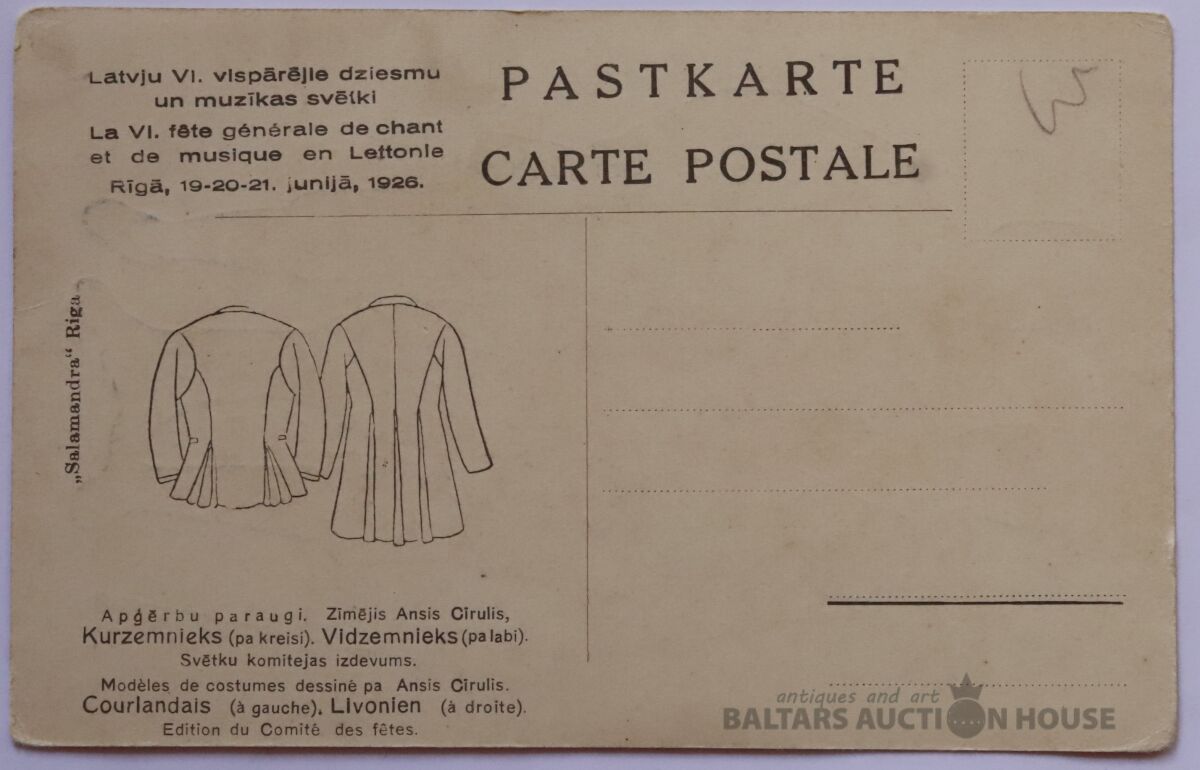 Latvju VI. vispārējie dziesmu
un muzīkas svētki
La VI. fête générale de chant
et de musique en Lettonie
Rīgā, 19-20-21. junijā, 1926.
PASTKARTE
CARTE POSTALE
„Salamandra“ Riga
Apģērbu paraugi. Zīmējis Ansis Cīrulis,
Kurzemnieks (pa kreisi). Vidzemnieks (pa labi).
Svētku komitejas izdevums.
Modèles de costumes dessiné pa Ansis Cīrulis.
Courlandais (à gauche). Livonien (à droite).
Edition du Comité des fêtes.
antiques and art
BALTARS AUCTION HOUSE